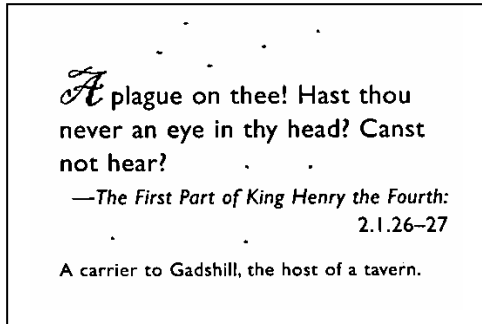 A plague on thee! Hast thou
never an eye in thy head? Canst
not hear?
—The First Part of King Henry the Fourth:
2.1.26–27
A carrier to Gadshill, the host of a tavern.